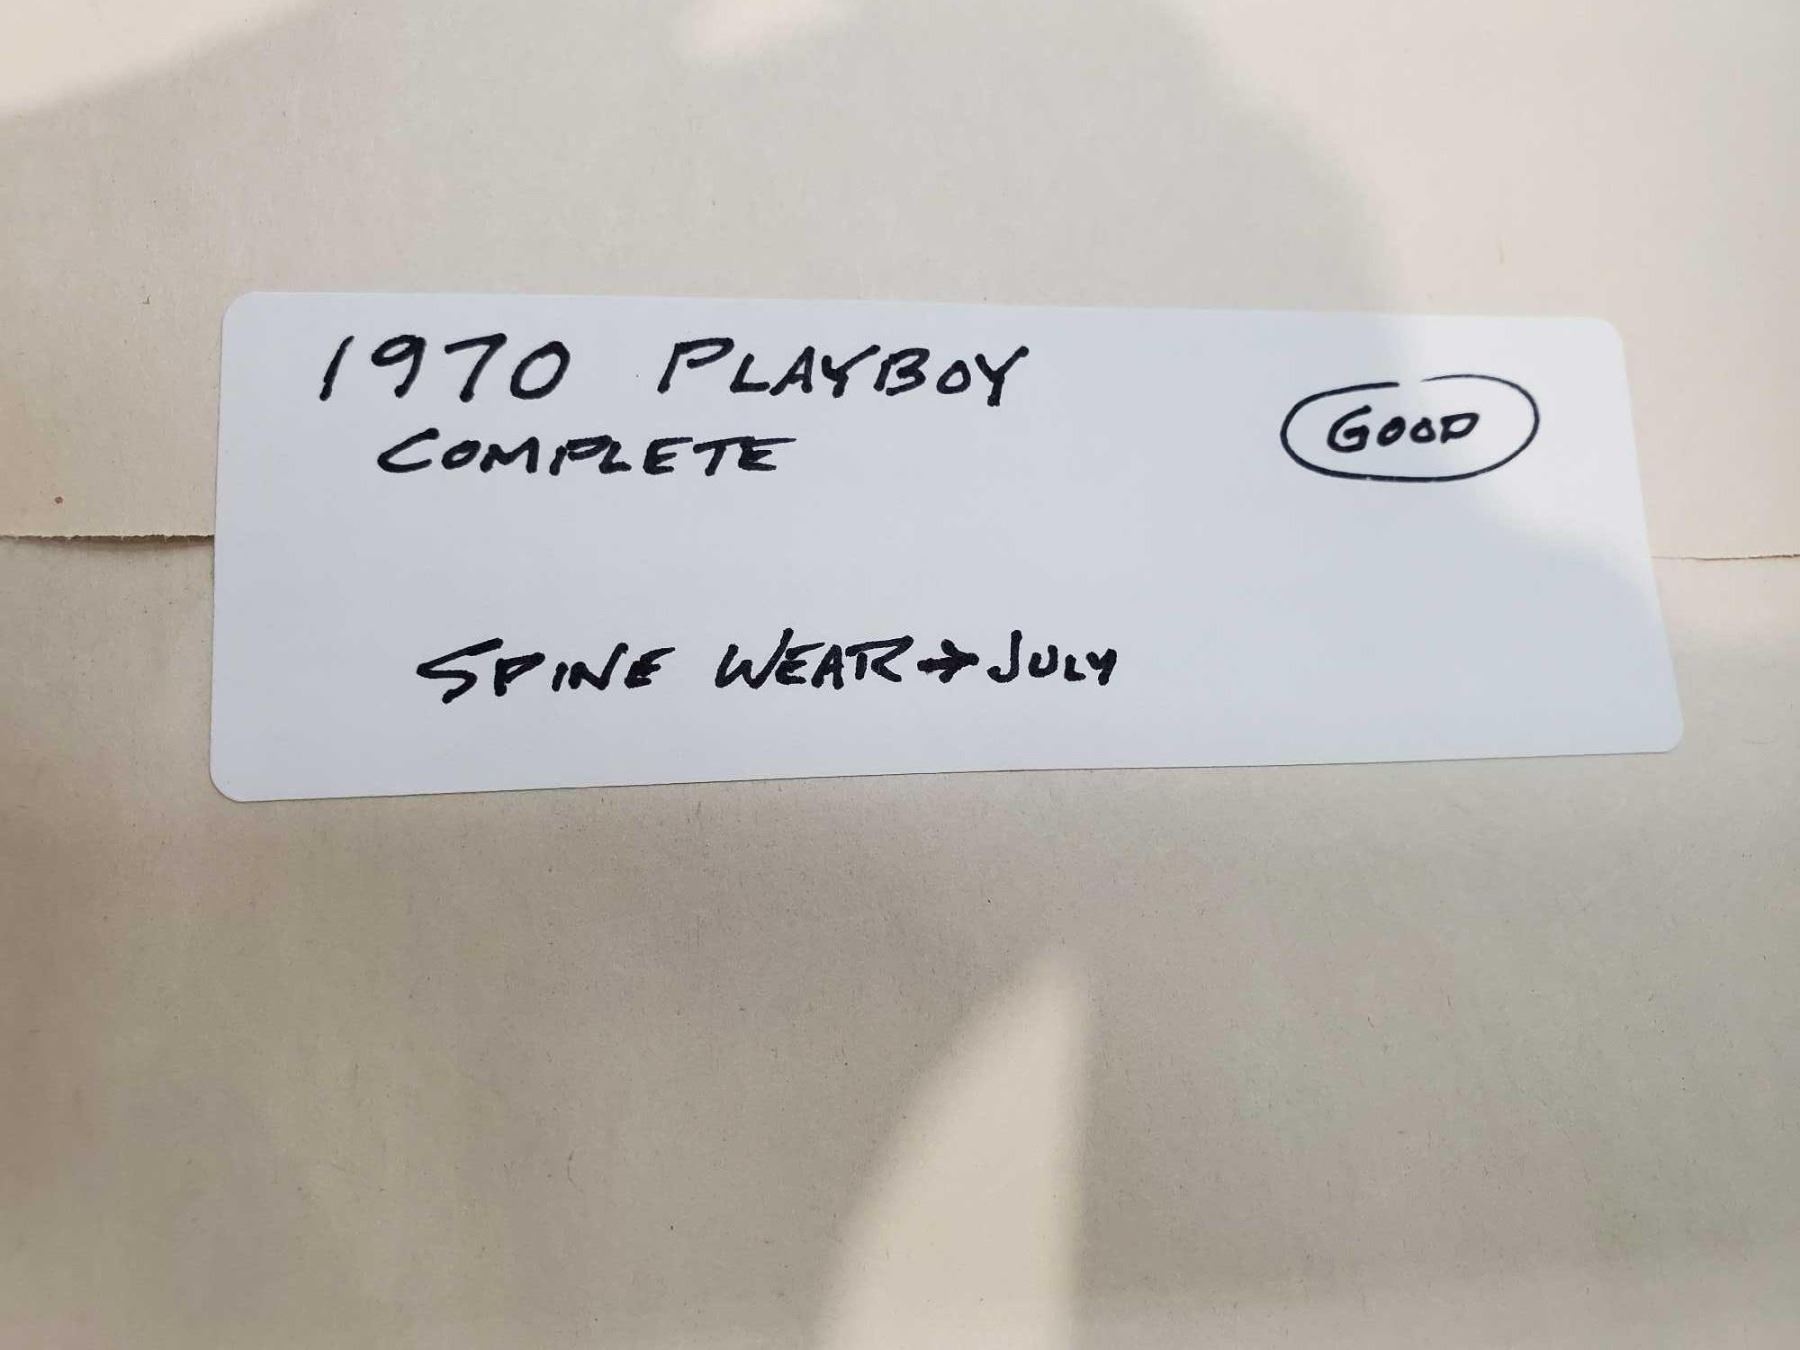 1970 PLAYBOY
COMPLETE
GOOD
SPINE WEAR → JULY